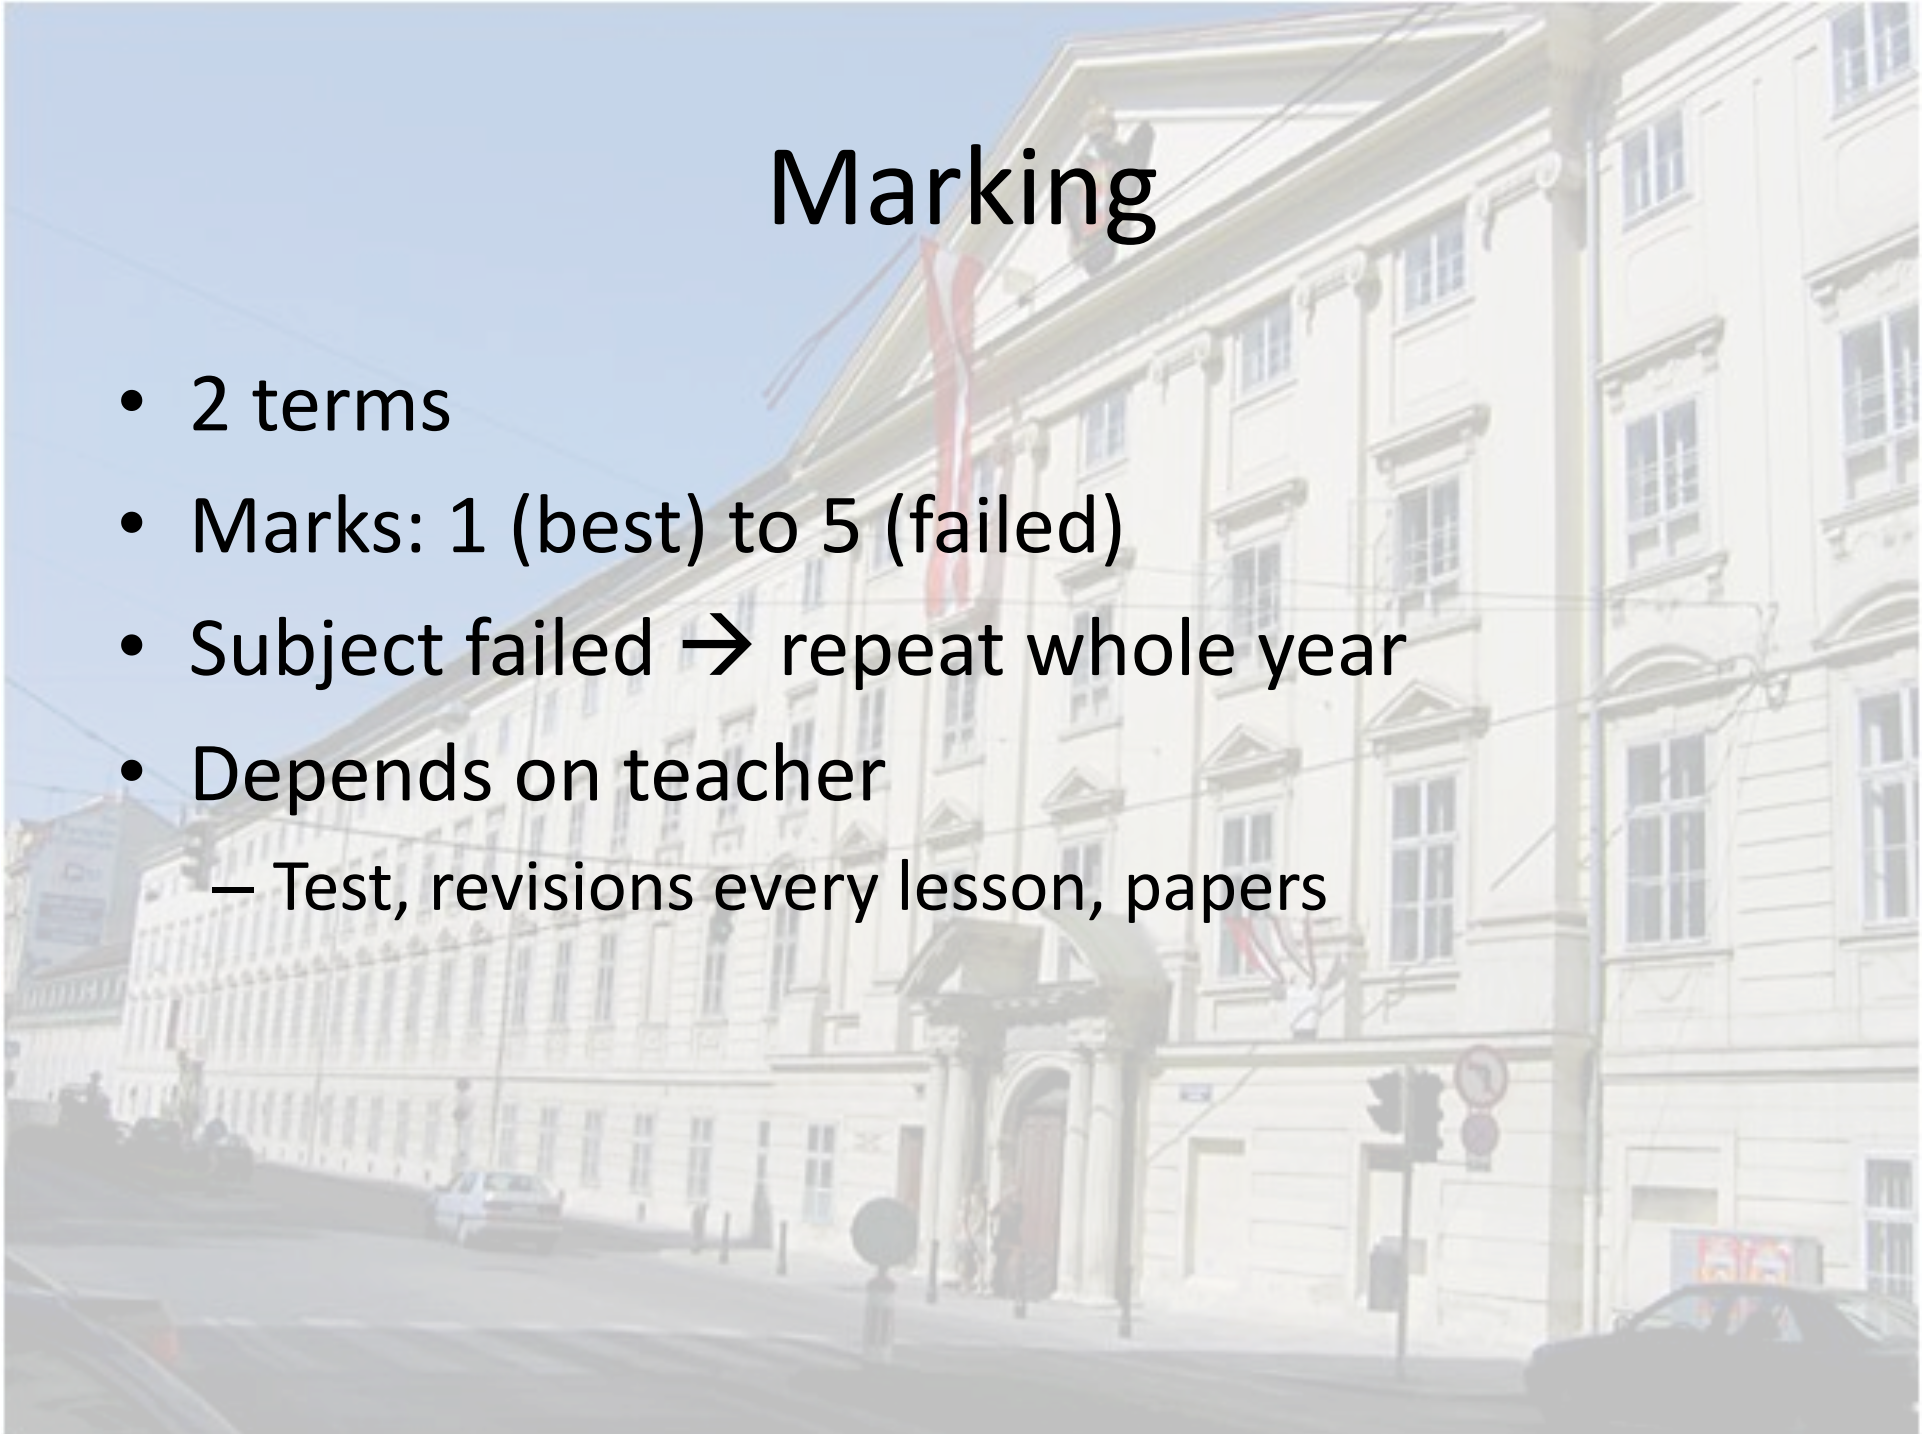 Marking
• 2 terms
• Marks: 1 (best) to 5 (failed)
• Subject failed → repeat whole year
• Depends on teacher
– Test, revisions every lesson, papers